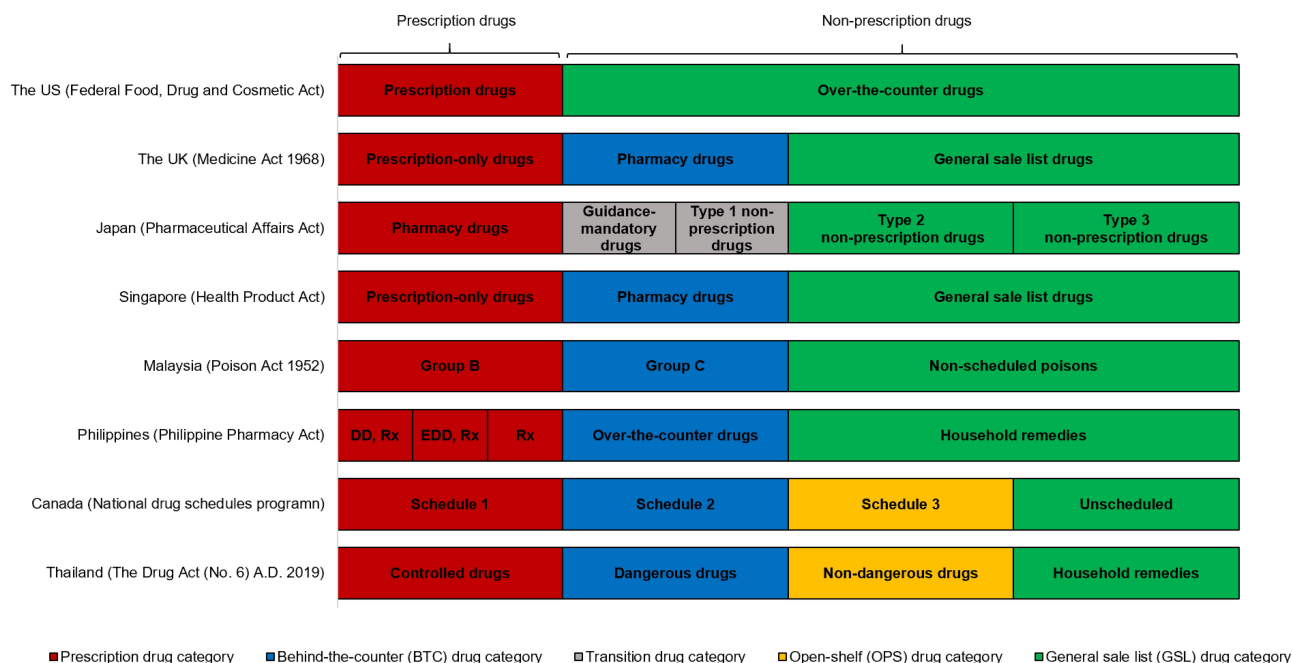 Prescription drugs
Non-prescription drugs
The US (Federal Food, Drug and Cosmetic Act)
Prescription drugs
Over-the-counter drugs
The UK (Medicine Act 1968)
Prescription-only drugs
Pharmacy drugs
General sale list drugs
Japan (Pharmaceutical Affairs Act)
Pharmacy drugs
Guidance-
mandatory
drugs
Type 1 non-
prescription
drugs
Type 2
non-prescription drugs
Type 3
non-prescription drugs
Singapore (Health Product Act)
Prescription-only drugs
Pharmacy drugs
General sale list drugs
Malaysia (Poison Act 1952)
Group B
Group C
Non-scheduled poisons
Philippines (Philippine Pharmacy Act)
DD, Rx
EDD, Rx
Rx
Over-the-counter drugs
Household remedies
Canada (National drug schedules programn)
Schedule 1
Schedule 2
Schedule 3
Unscheduled
Thailand (The Drug Act (No. 6) A.D. 2019)
Controlled drugs
Dangerous drugs
Non-dangerous drugs
Household remedies
Prescription drug category
Behind-the-counter (BTC) drug category
Transition drug category
Open-shelf (OPS) drug category
General sale list (GSL) drug category